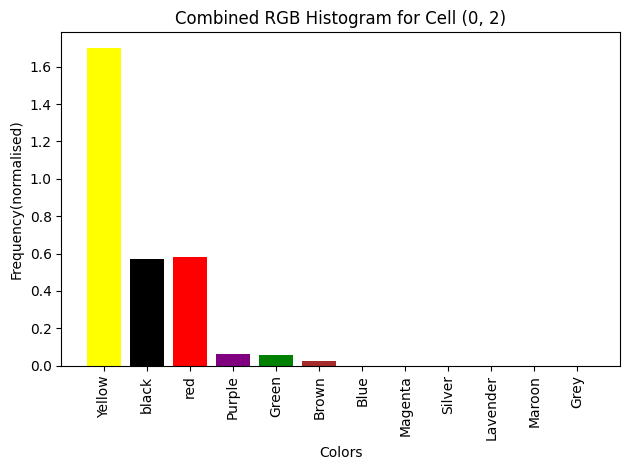 Combined RGB Histogram for Cell (0, 2)
Frequency(normalised)
1.6
1.4
1.2
1.0
0.8
0.6
0.4
0.2
0.0
Yellow
black
red
Purple
Green
Brown
Blue
Magenta
Silver
Lavender
Maroon
Grey
Colors